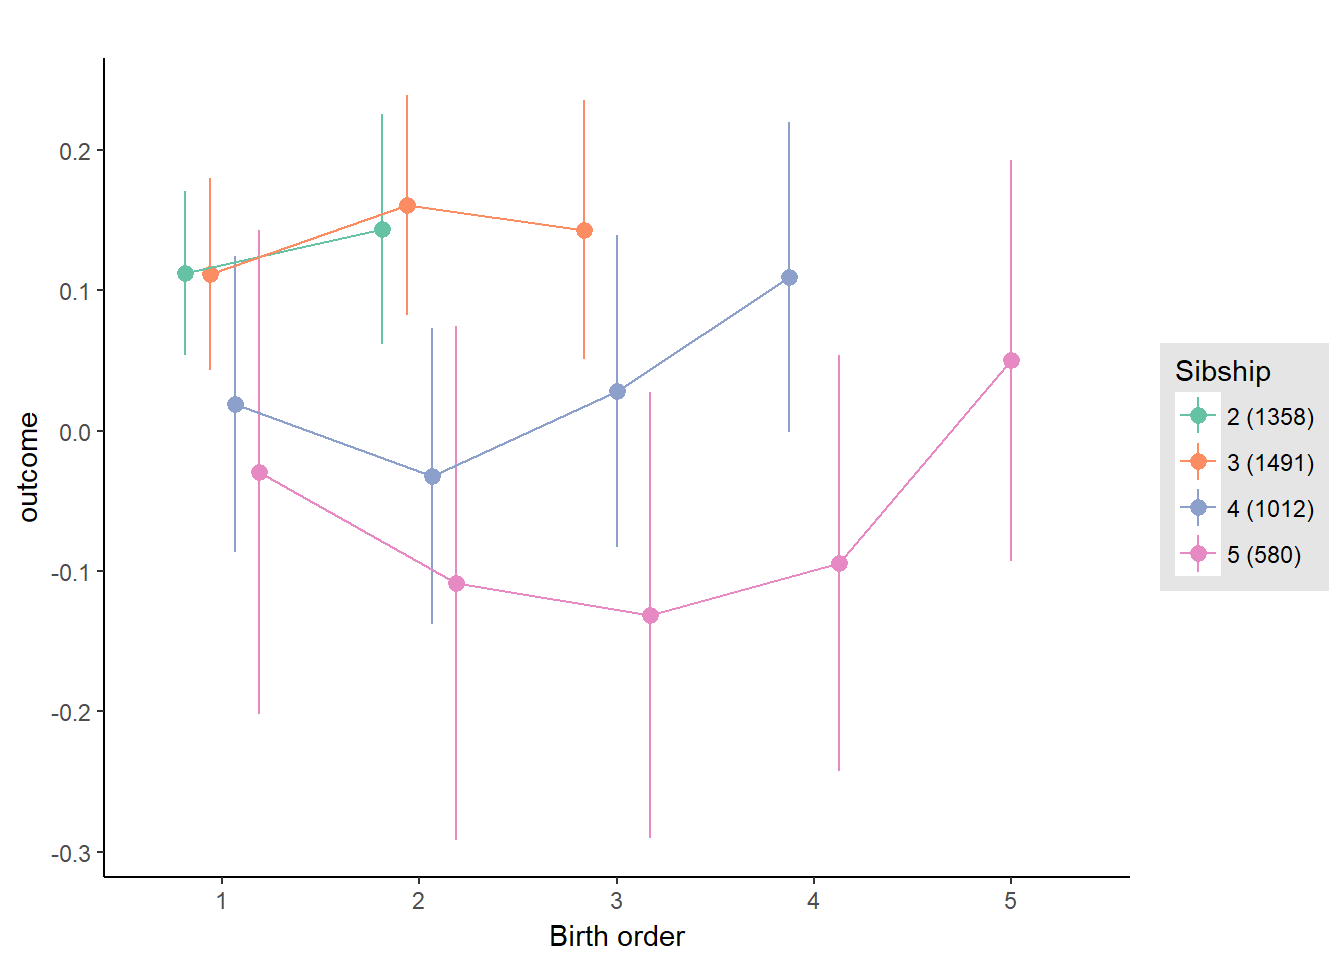 0.2
0.1
0.0
-0.1
-0.2
-0.3
outcome
1 2 3 4 5
Birth order
Sibship
2 (1358)
3 (1491)
4 (1012)
5 (580)